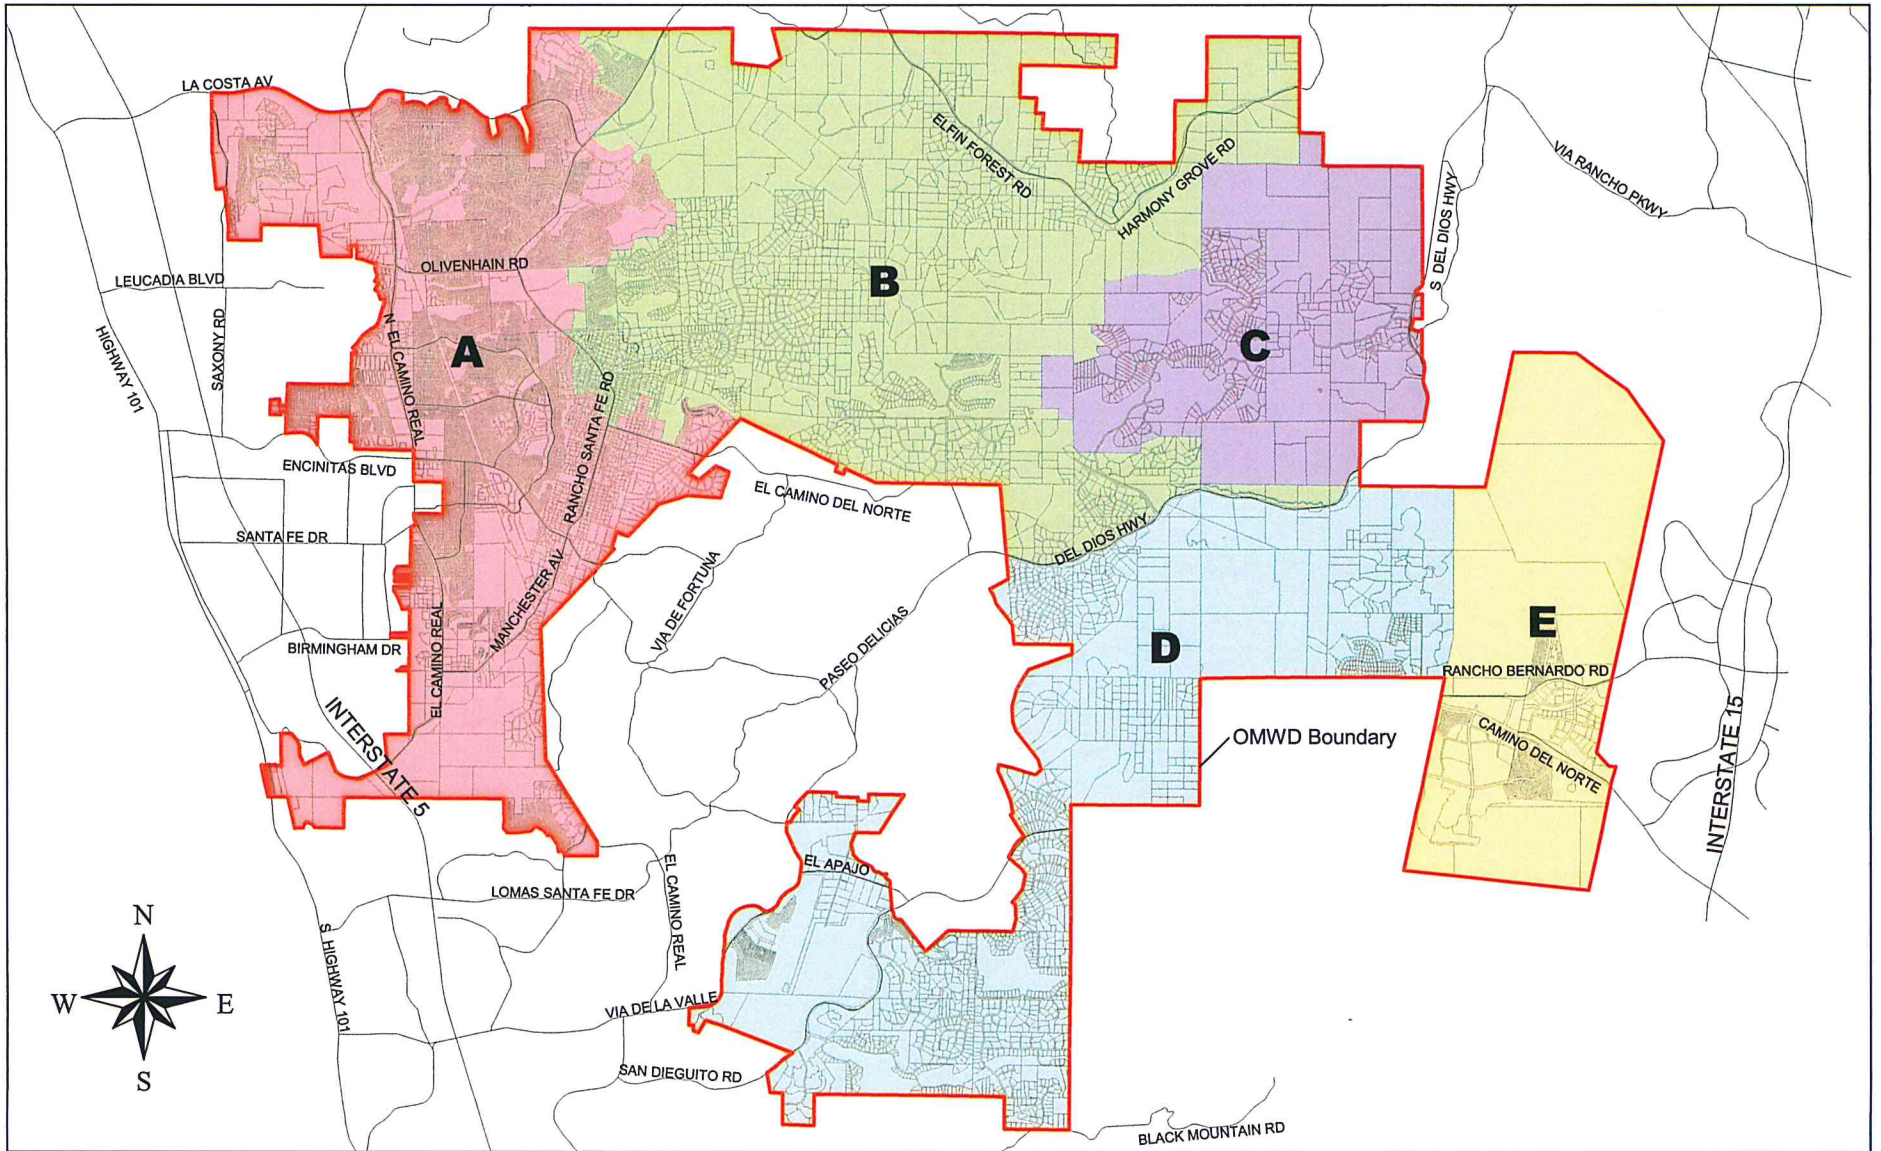 LA COSTA AV
ELFIN FOREST RD
HARMONY GROVE RD
VIA RANCHO PKWY
S DEL DIOS HWY
OLIVENHAIN RD
LEUCADIA BLVD
B
HIGHWAY 101
SAXONY RD
N EL CAMINO REAL
A
C
RANCHO SANTA FE RD
ENCINITAS BLVD
EL CAMINO DEL NORTE
SANTA FE DR
DEL DIOS HWY
VIA DE FORTUNA
MANCHESTER AV
PASEO DELICIAS
D
E
BIRMINGHAM DR
EL CAMINO REAL
RANCHO BERNARDO RD
INTERSTATE 5
OMWD Boundary
CAMINO DEL NORTE
INTERSTATE 15
EL APAJO
LOMAS SANTA FE DR
EL CAMINO REAL
N
S HIGHWAY 101
W
E
VIA DE LA VALLE
S
SAN DIEGUITO RD
BLACK MOUNTAIN RD